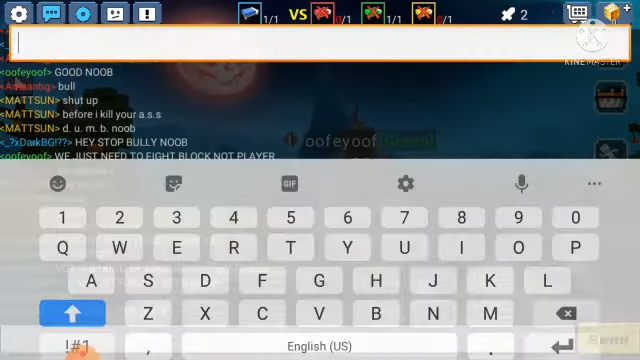 1/1 VS 0/1 1/1 0/1 2
KINEMASTER
<oofeyoof> GOOD NOOB
bull
<MATTSUN> shut up
<MATTSUN> before i kill your a.s.s
<MATTSUN> d. u. m. b. noob
<_?xDarkBG!??> HEY STOP BULLY NOOB
oofeyoof
<oofeyoof> WE JUST NEED TO FIGHT BLOCK NOT PLAYER
GIF
1 2 3 4 5 6 7 8 9 0
Q W E R T Y U I O P
A S D F G H J K L
Z X C V B N M
!#1 , English (US) .
Send